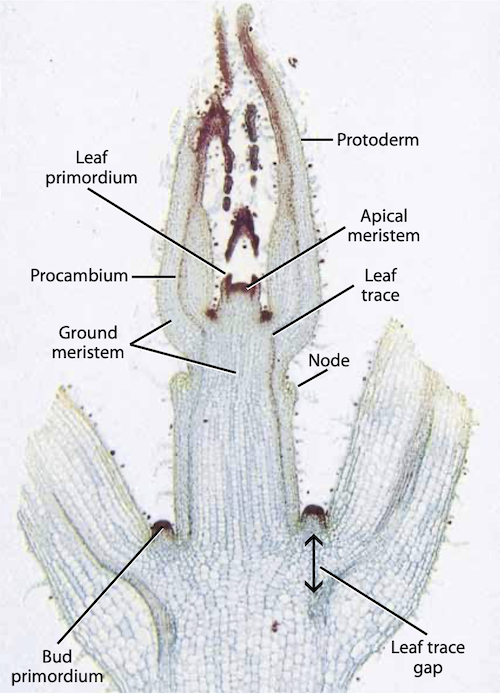 Protoderm
Leaf
primordium
Apical
meristem
Procambium
Leaf
trace
Ground
meristem
Node
Bud
primordium
Leaf trace
gap